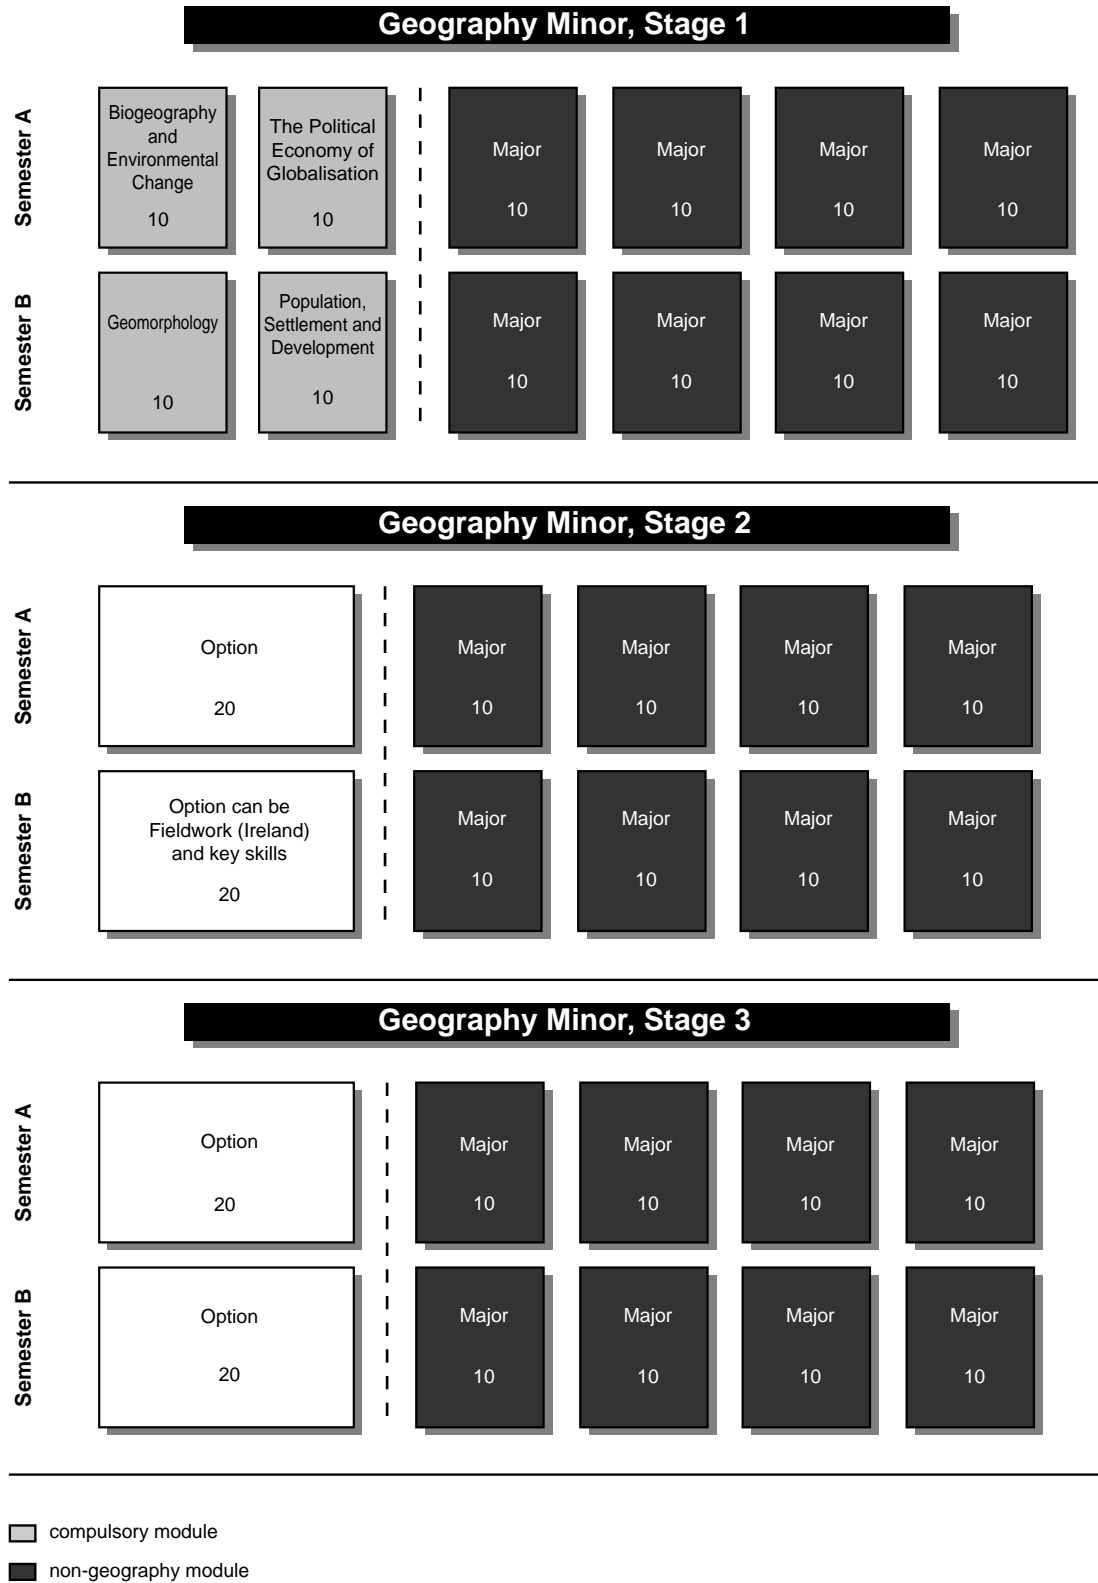 Geography Minor, Stage 1
Semester A
Biogeography
and
Environmental
Change
10
The Political
Economy of
Globalisation
10
Major
10
Major
10
Major
10
Major
10
Semester B
Geomorphology
10
Population,
Settlement and
Development
10
Major
10
Major
10
Major
10
Major
10
Geography Minor, Stage 2
Semester A
Option
20
Major
10
Major
10
Major
10
Major
10
Semester B
Option can be
Fieldwork (Ireland)
and key skills
20
Major
10
Major
10
Major
10
Major
10
Geography Minor, Stage 3
Semester A
Option
20
Major
10
Major
10
Major
10
Major
10
Semester B
Option
20
Major
10
Major
10
Major
10
Major
10
compulsory module
non-geography module